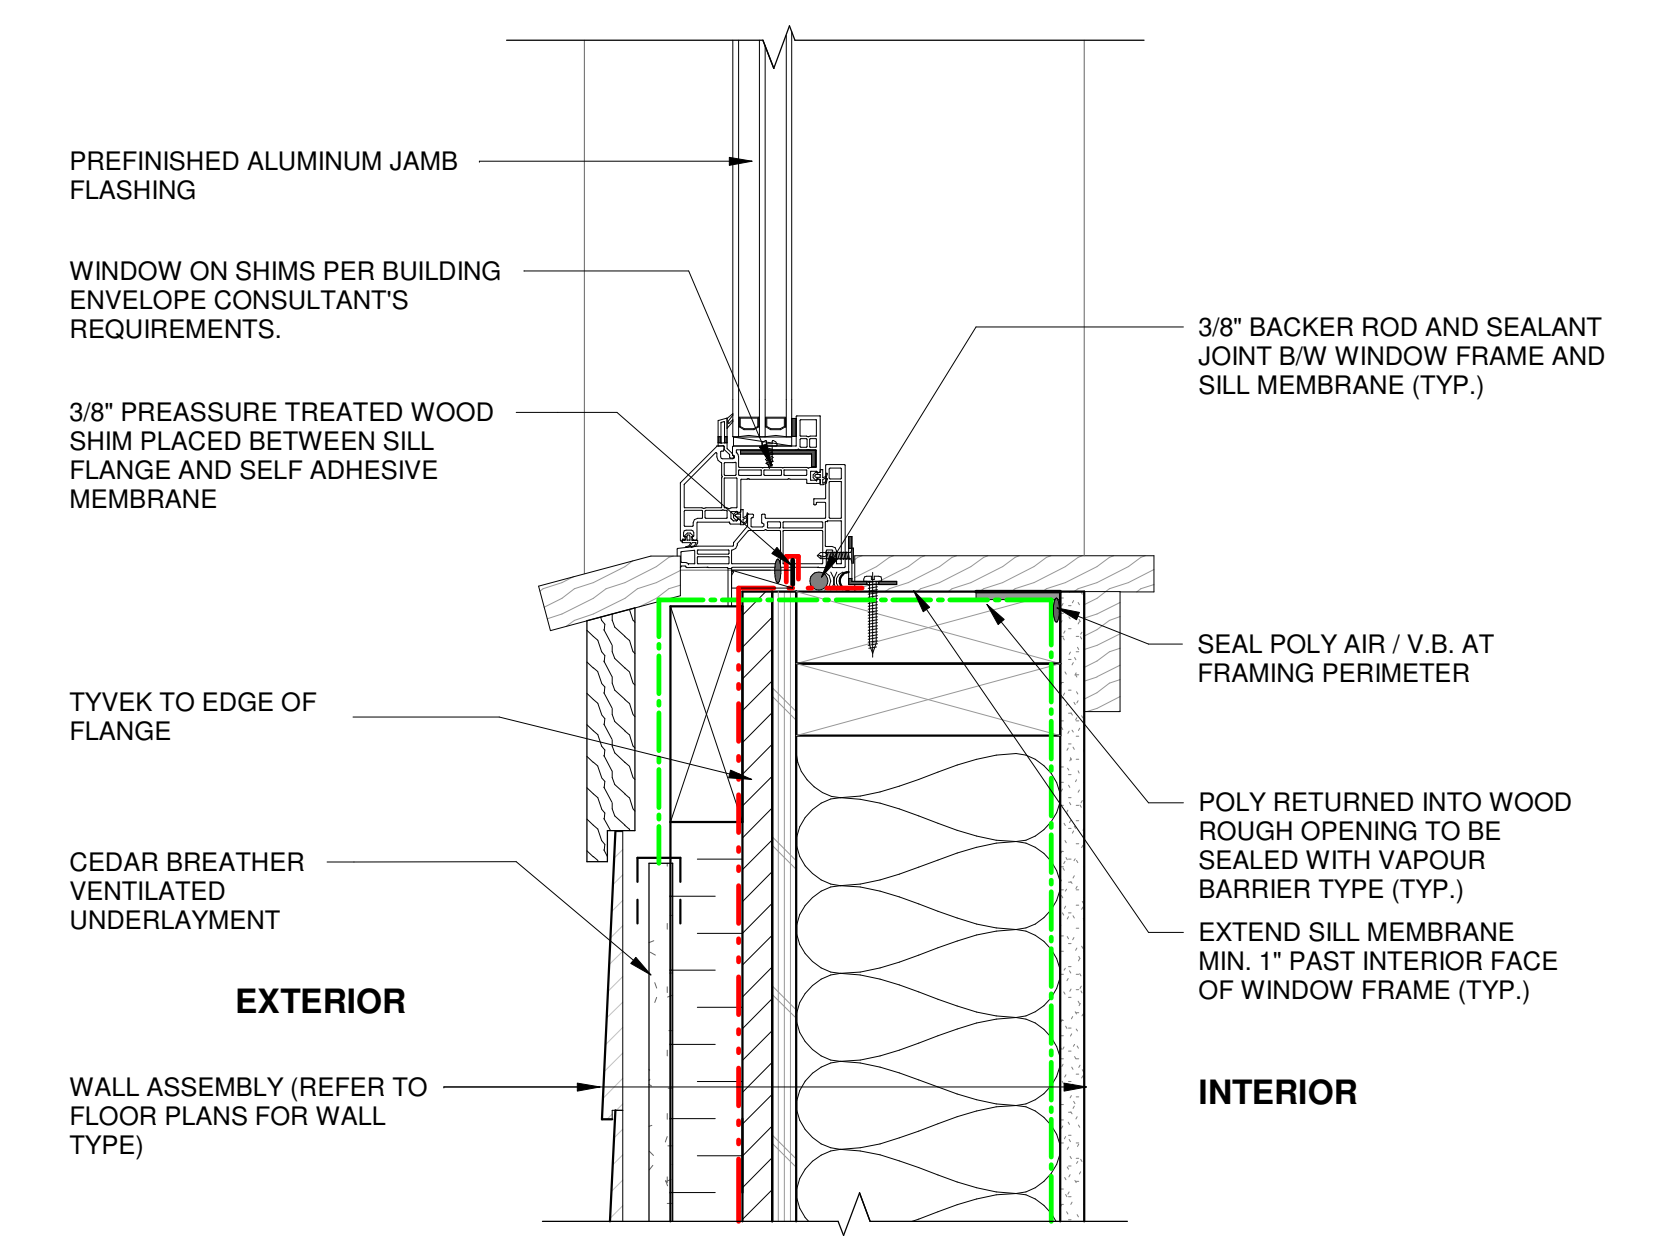 PREFINISHED ALUMINUM JAMB
FLASHING
WINDOW ON SHIMS PER BUILDING
ENVELOPE CONSULTANT'S
REQUIREMENTS.
3/8" PREASSURE TREATED WOOD
SHIM PLACED BETWEEN SILL
FLANGE AND SELF ADHESIVE
MEMBRANE
TYVEK TO EDGE OF
FLANGE
CEDAR BREATHER
VENTILATED
UNDERLAYMENT
EXTERIOR
WALL ASSEMBLY (REFER TO
FLOOR PLANS FOR WALL
TYPE)
3/8" BACKER ROD AND SEALANT
JOINT B/W WINDOW FRAME AND
SILL MEMBRANE (TYP.)
SEAL POLY AIR / V.B. AT
FRAMING PERIMETER
POLY RETURNED INTO WOOD
ROUGH OPENING TO BE
SEALED WITH VAPOUR
BARRIER TYPE (TYP.)
EXTEND SILL MEMBRANE
MIN. 1" PAST INTERIOR FACE
OF WINDOW FRAME (TYP.)
INTERIOR